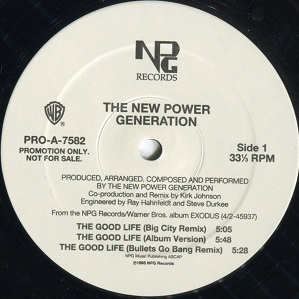 NPG
RECORDS
WB
THE NEW POWER
GENERATION
PRO-A-7582
PROMOTION ONLY.
NOT FOR SALE.
Side 1
33⅓ RPM
PRODUCED, ARRANGED, COMPOSED AND PERFORMED
BY THE NEW POWER GENERATION
Co-production and Remix by Kirk Johnson
Engineered by Ray Hahnfeldt and Steve Durkee
From the NPG Records/Warner Bros. album EXODUS (4/2-45937)
THE GOOD LIFE (Big City Remix) 5:05
THE GOOD LIFE (Album Version) 5:48
THE GOOD LIFE (Bullets Go Bang Remix) 5:28
NPG Music Publishing ASCAP
℗1995 NPG Records